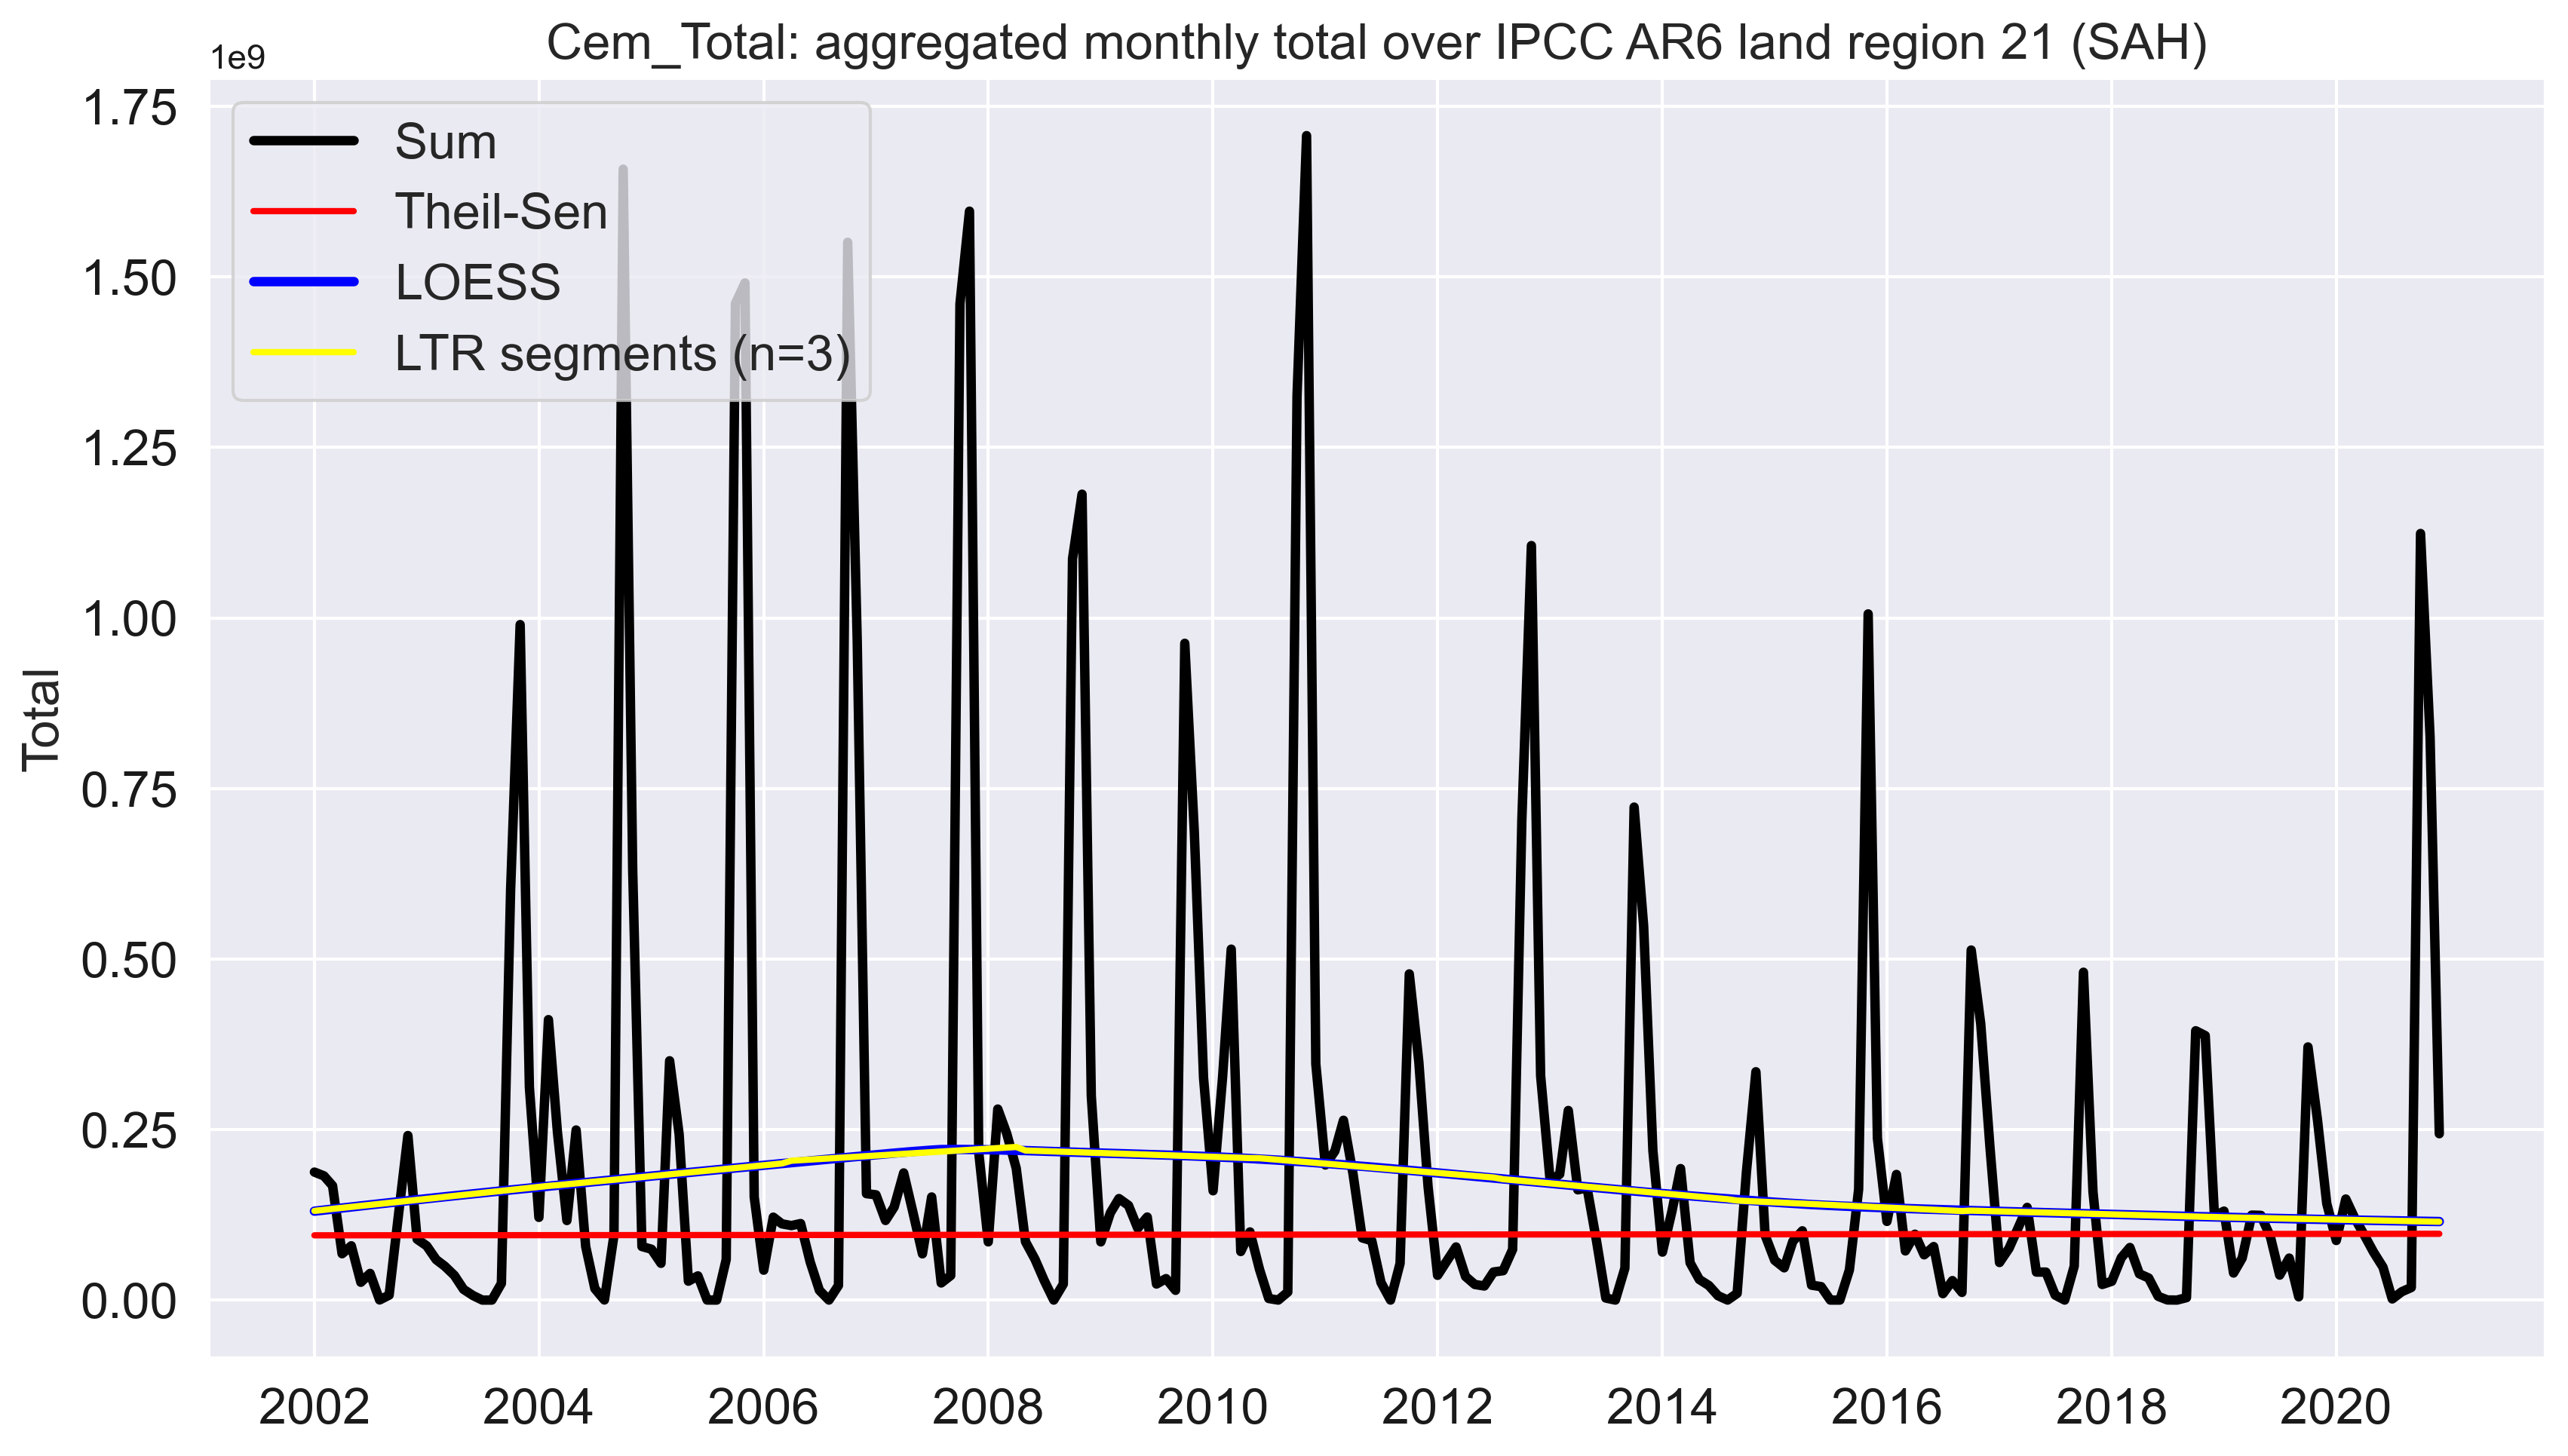 Cem_Total: aggregated monthly total over IPCC AR6 land region 21 (SAH)
1e9
1.75
1.50
1.25
1.00
0.75
0.50
0.25
0.00
Total
Sum
Theil-Sen
LOESS
LTR segments (n=3)
2002 2004 2006 2008 2010 2012 2014 2016 2018 2020